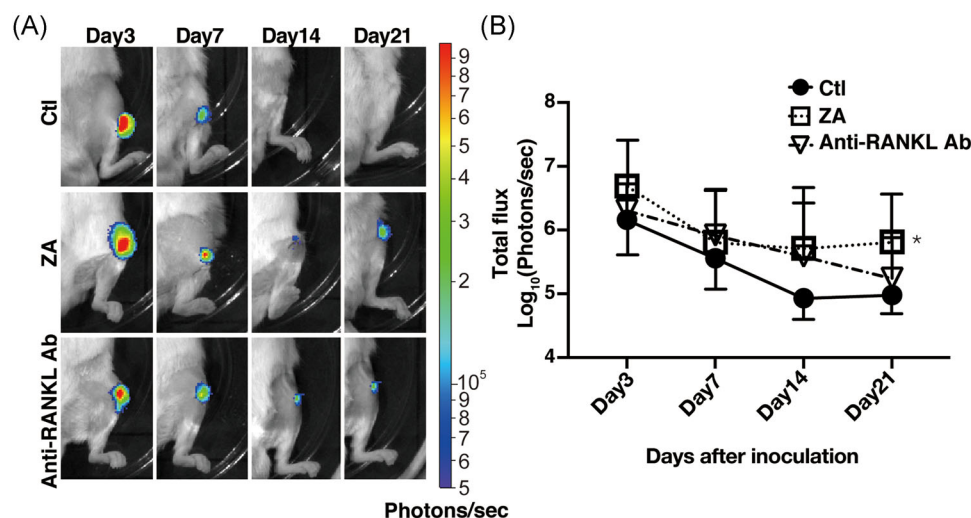 (A)
Day3 Day7 Day14 Day21
Ctl
ZA
Anti-RANKL Ab
9
8
7
6
5
4
3
2
10⁵
9
8
7
6
5
Photons/sec
(B)
Ctl
ZA
Anti-RANKL Ab
Total flux
Log₁₀(Photons/sec)
8
7
6
5
4
*
Day3 Day7 Day14 Day21
Days after inoculation